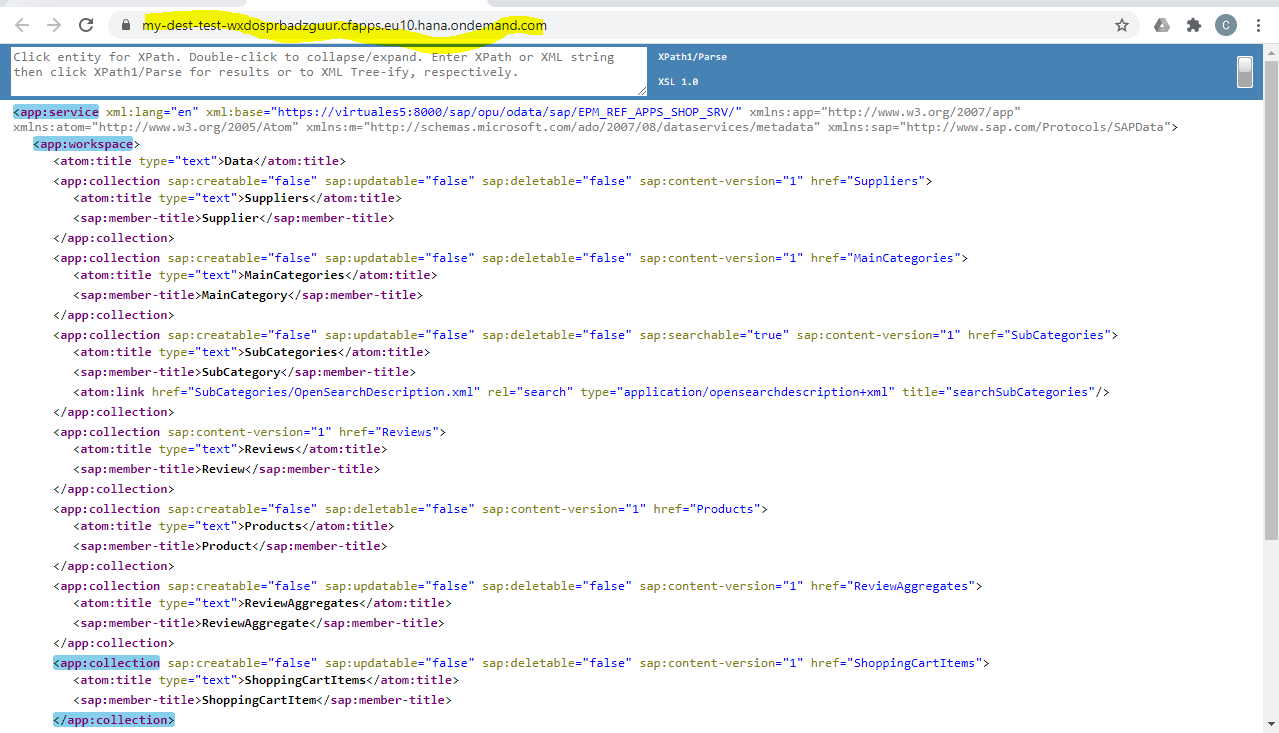 my-dest-test-wxdosprbadzguur.cfapps.eu10.hana.ondemand.com
C
Click entity for XPath. Double-click to collapse/expand. Enter XPath or XML string
then click XPath1/Parse for results or to XML Tree-ify, respectively.
XPath1/Parse
XSL 1.0
<app:service xml:lang="en" xml:base="https://virtuales5:8000/sap/opu/odata/sap/EPM_REF_APPS_SHOP_SRV/" xmlns:app="http://www.w3.org/2007/app"
xmlns:atom="http://www.w3.org/2005/Atom" xmlns:m="http://schemas.microsoft.com/ado/2007/08/dataservices/metadata" xmlns:sap="http://www.sap.com/Protocols/SAPData">
<app:workspace>
<atom:title type="text">Data</atom:title>
<app:collection sap:creatable="false" sap:updatable="false" sap:deletable="false" sap:content-version="1" href="Suppliers">
<atom:title type="text">Suppliers</atom:title>
<sap:member-title>Supplier</sap:member-title>
</app:collection>
<app:collection sap:creatable="false" sap:updatable="false" sap:deletable="false" sap:content-version="1" href="MainCategories">
<atom:title type="text">MainCategories</atom:title>
<sap:member-title>MainCategory</sap:member-title>
</app:collection>
<app:collection sap:creatable="false" sap:updatable="false" sap:deletable="false" sap:searchable="true" sap:content-version="1" href="SubCategories">
<atom:title type="text">SubCategories</atom:title>
<sap:member-title>SubCategory</sap:member-title>
<atom:link href="SubCategories/OpenSearchDescription.xml" rel="search" type="application/opensearchdescription+xml" title="searchSubCategories"/>
</app:collection>
<app:collection sap:content-version="1" href="Reviews">
<atom:title type="text">Reviews</atom:title>
<sap:member-title>Review</sap:member-title>
</app:collection>
<app:collection sap:creatable="false" sap:deletable="false" sap:content-version="1" href="Products">
<atom:title type="text">Products</atom:title>
<sap:member-title>Product</sap:member-title>
</app:collection>
<app:collection sap:creatable="false" sap:updatable="false" sap:deletable="false" sap:content-version="1" href="ReviewAggregates">
<atom:title type="text">ReviewAggregates</atom:title>
<sap:member-title>ReviewAggregate</sap:member-title>
</app:collection>
<app:collection sap:creatable="false" sap:updatable="false" sap:deletable="false" sap:content-version="1" href="ShoppingCartItems">
<atom:title type="text">ShoppingCartItems</atom:title>
<sap:member-title>ShoppingCartItem</sap:member-title>
</app:collection>